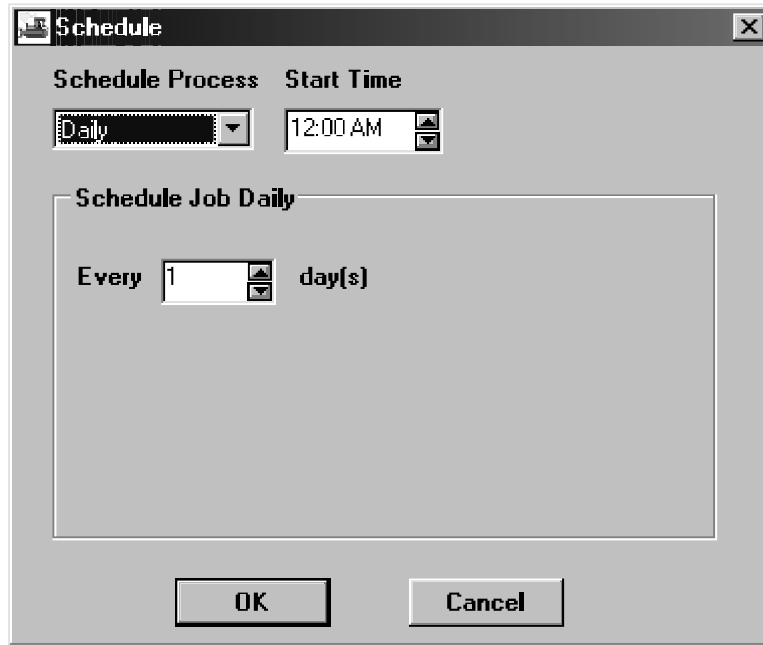 Schedule
Schedule Process Start Time
Daily 12:00 AM
Schedule Job Daily
Every 1 day(s)
OK Cancel